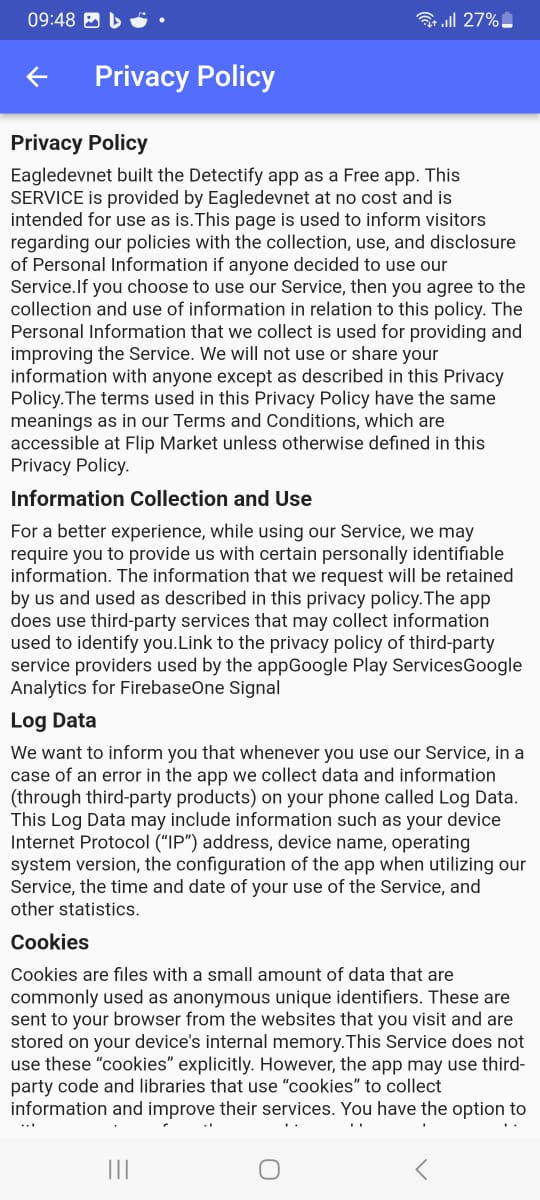 09:48
27%
Privacy Policy
Privacy Policy
Eagledevnet built the Detectify app as a Free app. This
SERVICE is provided by Eagledevnet at no cost and is
intended for use as is.This page is used to inform visitors
regarding our policies with the collection, use, and disclosure
of Personal Information if anyone decided to use our
Service.If you choose to use our Service, then you agree to the
collection and use of information in relation to this policy. The
Personal Information that we collect is used for providing and
improving the Service. We will not use or share your
information with anyone except as described in this Privacy
Policy.The terms used in this Privacy Policy have the same
meanings as in our Terms and Conditions, which are
accessible at Flip Market unless otherwise defined in this
Privacy Policy.
Information Collection and Use
For a better experience, while using our Service, we may
require you to provide us with certain personally identifiable
information. The information that we request will be retained
by us and used as described in this privacy policy.The app
does use third-party services that may collect information
used to identify you.Link to the privacy policy of third-party
service providers used by the appGoogle Play ServicesGoogle
Analytics for FirebaseOne Signal
Log Data
We want to inform you that whenever you use our Service, in a
case of an error in the app we collect data and information
(through third-party products) on your phone called Log Data.
This Log Data may include information such as your device
Internet Protocol (“IP”) address, device name, operating
system version, the configuration of the app when utilizing our
Service, the time and date of your use of the Service, and
other statistics.
Cookies
Cookies are files with a small amount of data that are
commonly used as anonymous unique identifiers. These are
sent to your browser from the websites that you visit and are
stored on your device's internal memory.This Service does not
use these “cookies” explicitly. However, the app may use third-
party code and libraries that use “cookies” to collect
information and improve their services. You have the option to